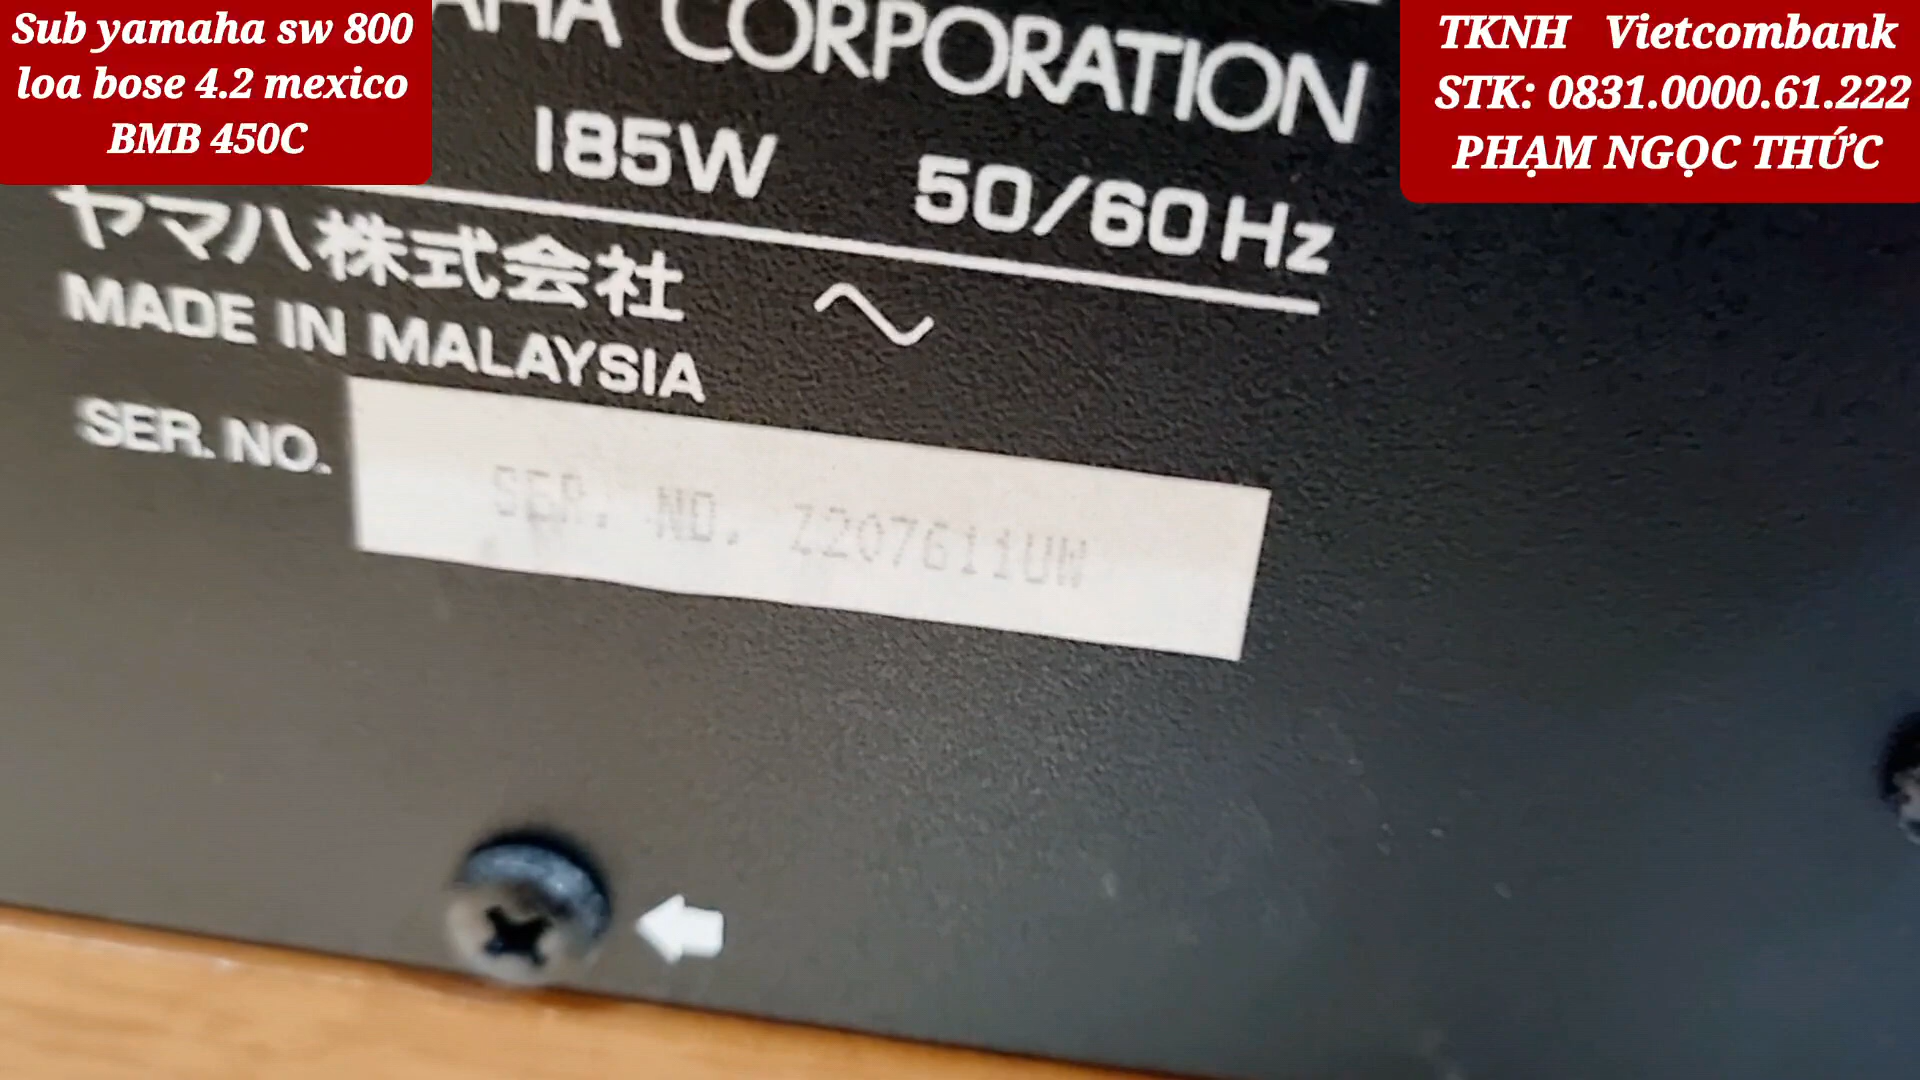 Sub yamaha sw 800
loa bose 4.2 mexico
BMB 450C
TKNH Vietcombank
STK: 0831.0000.61.222
PHẠM NGỌC THỨC
CORPORATION
185W 50/60 Hz
ヤマハ株式会社
MADE IN MALAYSIA
SER. NO.
SER. NO. Z207611UW